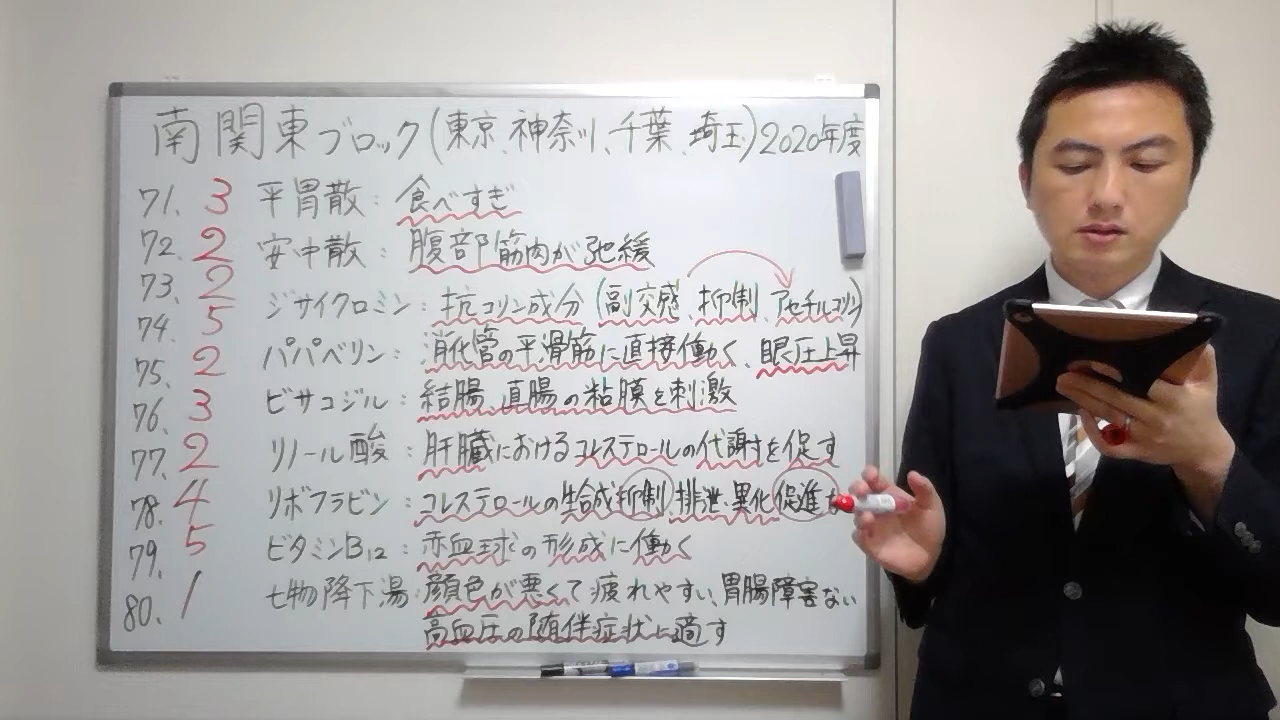 南関東ブロック(東京、神奈川、千葉、埼玉)2020年度
71. 3 平胃散：食べすぎ
72. 2 安中散：腹部筋肉が弛緩
73. 2 ジサイクロミン：抗コリン成分(副交感、抑制、アセチルコリン)
74. 5 パパベリン：消化管の平滑筋に直接働く、眼圧上昇
75. 2 ビサコジル：結腸、直腸の粘膜を刺激
76. 3
77. 2 リノール酸：肝臓におけるコレステロールの代謝を促す
78. 4 リボフラビン：コレステロールの生合成抑制、排泄・異化促進
79. 5 ビタミンB12：赤血球の形成に働く
80. 1 七物降下湯：顔色が悪くて疲れやすい、胃腸障害ない
高血圧の随伴症状に適す